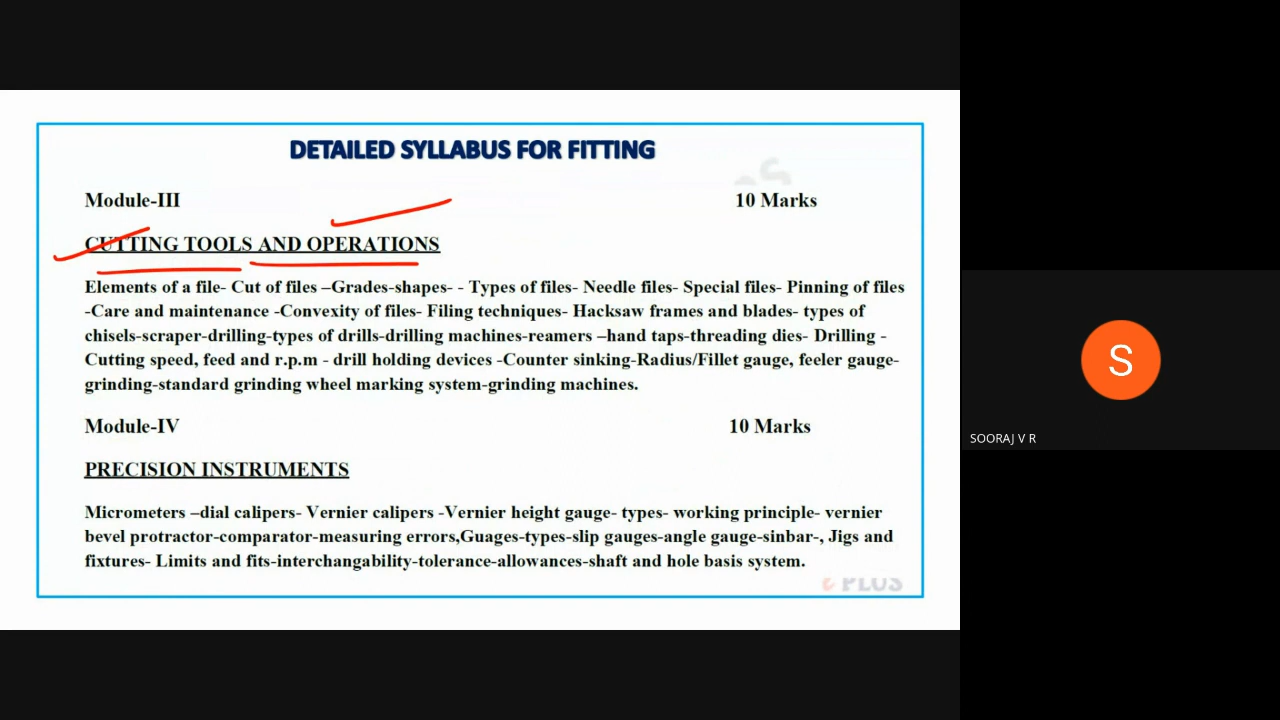 DETAILED SYLLABUS FOR FITTING
Module-III 10 Marks
CUTTING TOOLS AND OPERATIONS
Elements of a file- Cut of files –Grades-shapes- - Types of files- Needle files- Special files- Pinning of files
-Care and maintenance -Convexity of files- Filing techniques- Hacksaw frames and blades- types of
chisels-scraper-drilling-types of drills-drilling machines-reamers –hand taps-threading dies- Drilling -
Cutting speed, feed and r.p.m - drill holding devices -Counter sinking-Radius/Fillet gauge, feeler gauge-
grinding-standard grinding wheel marking system-grinding machines.
Module-IV 10 Marks
PRECISION INSTRUMENTS
Micrometers –dial calipers- Vernier calipers -Vernier height gauge- types- working principle- vernier
bevel protractor-comparator-measuring errors,Guages-types-slip gauges-angle gauge-sinbar-, Jigs and
fixtures- Limits and fits-interchangability-tolerance-allowances-shaft and hole basis system.
PLUS
S
SOORAJ V R